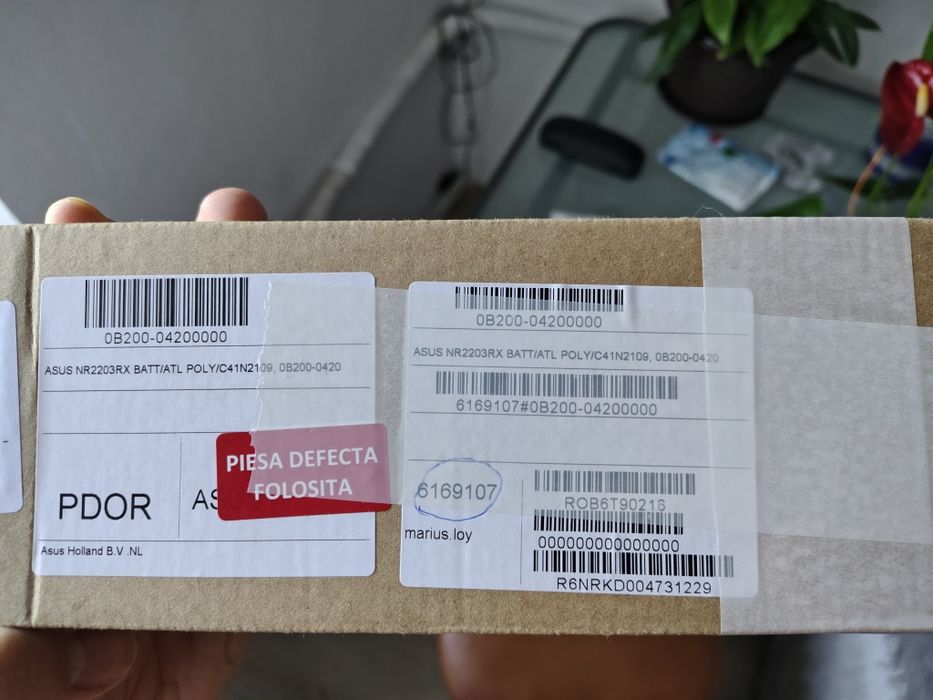 0B200-04200000
ASUS NR2203RX BATT/ATL POLY/C41N2109, 0B200-0420
PIESA DEFECTA
FOLOSITA
PDOR
AS
Asus Holland B.V .NL
0B200-04200000
ASUS NR2203RX BATT/ATL POLY/C41N2109, 0B200-0420
6169107#0B200-04200000
6169107
marius.loy
ROB6T90216
000000000000000
R6NRKD004731229